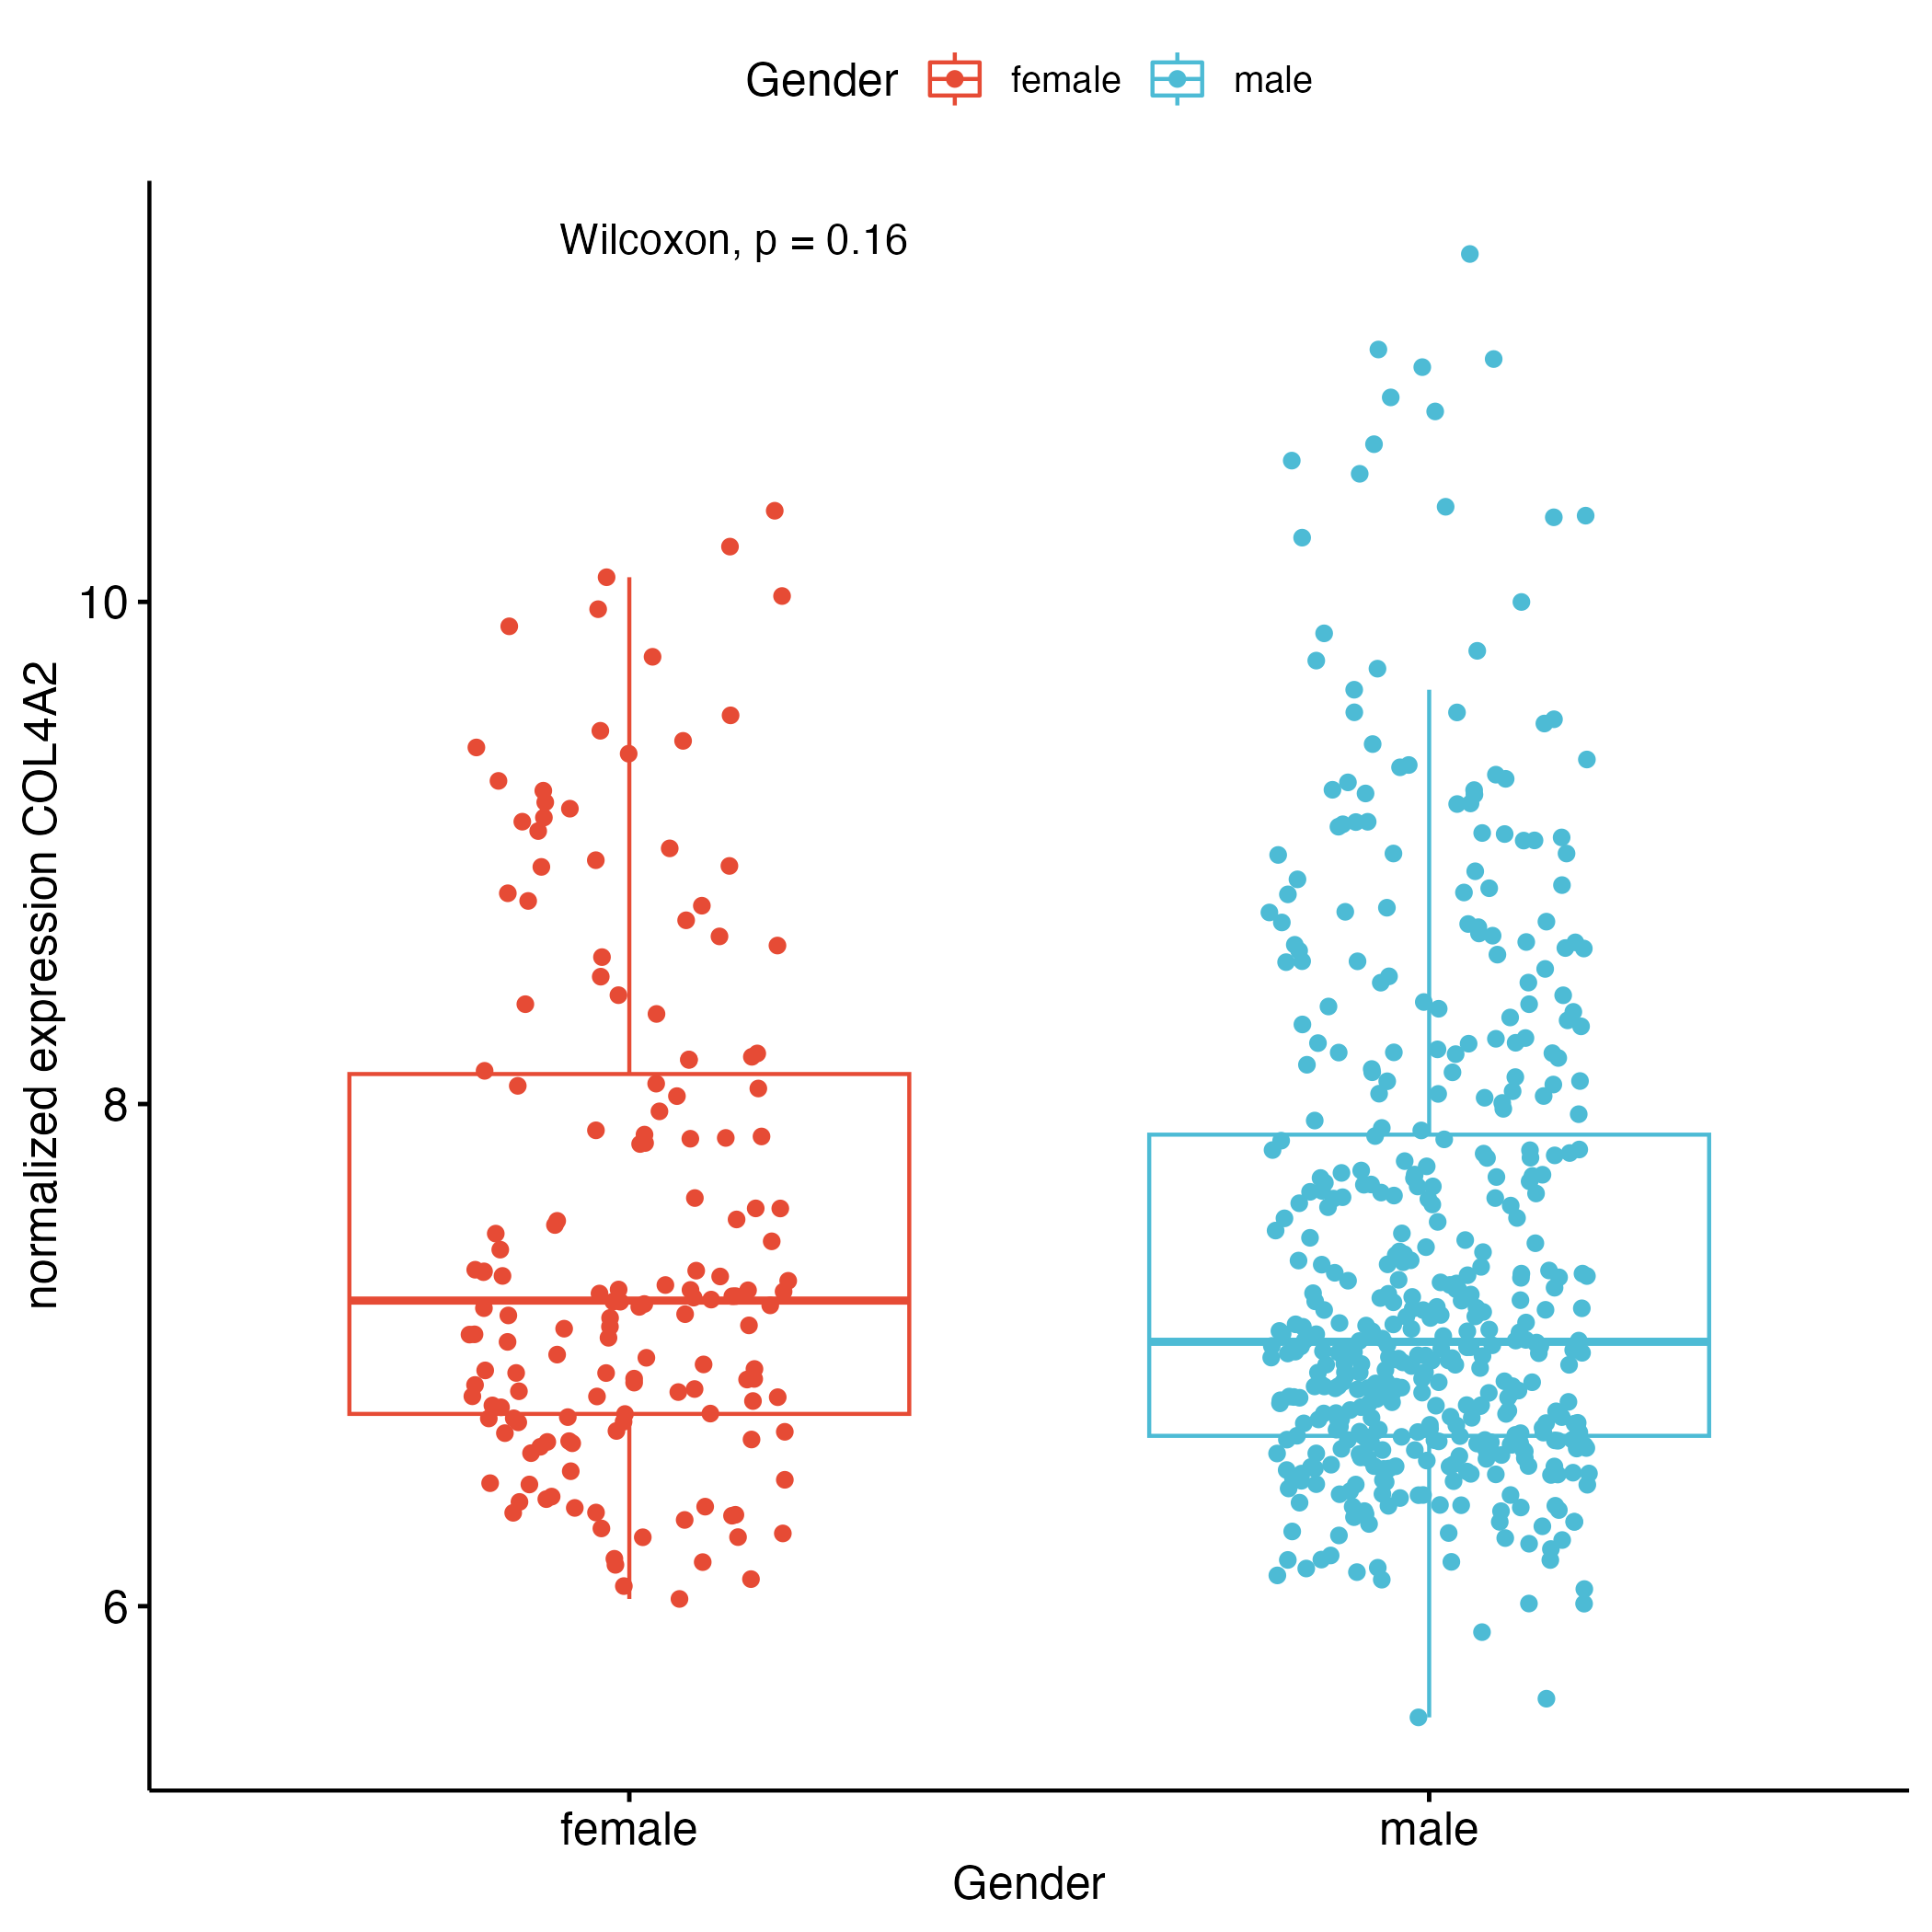 Gender female male
Wilcoxon, p = 0.16
normalized expression COL4A2
10
8
6
female male
Gender